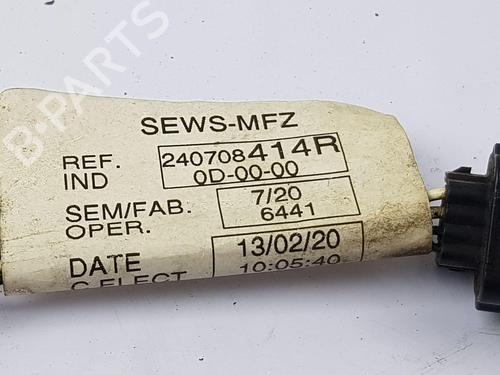 B-PARTS
SEWS-MFZ
REF. 240708414R
IND 0D-00-00
SEM/FAB. 7/20
OPER. 6441
DATE 13/02/20
C.ELECT 10:05:40